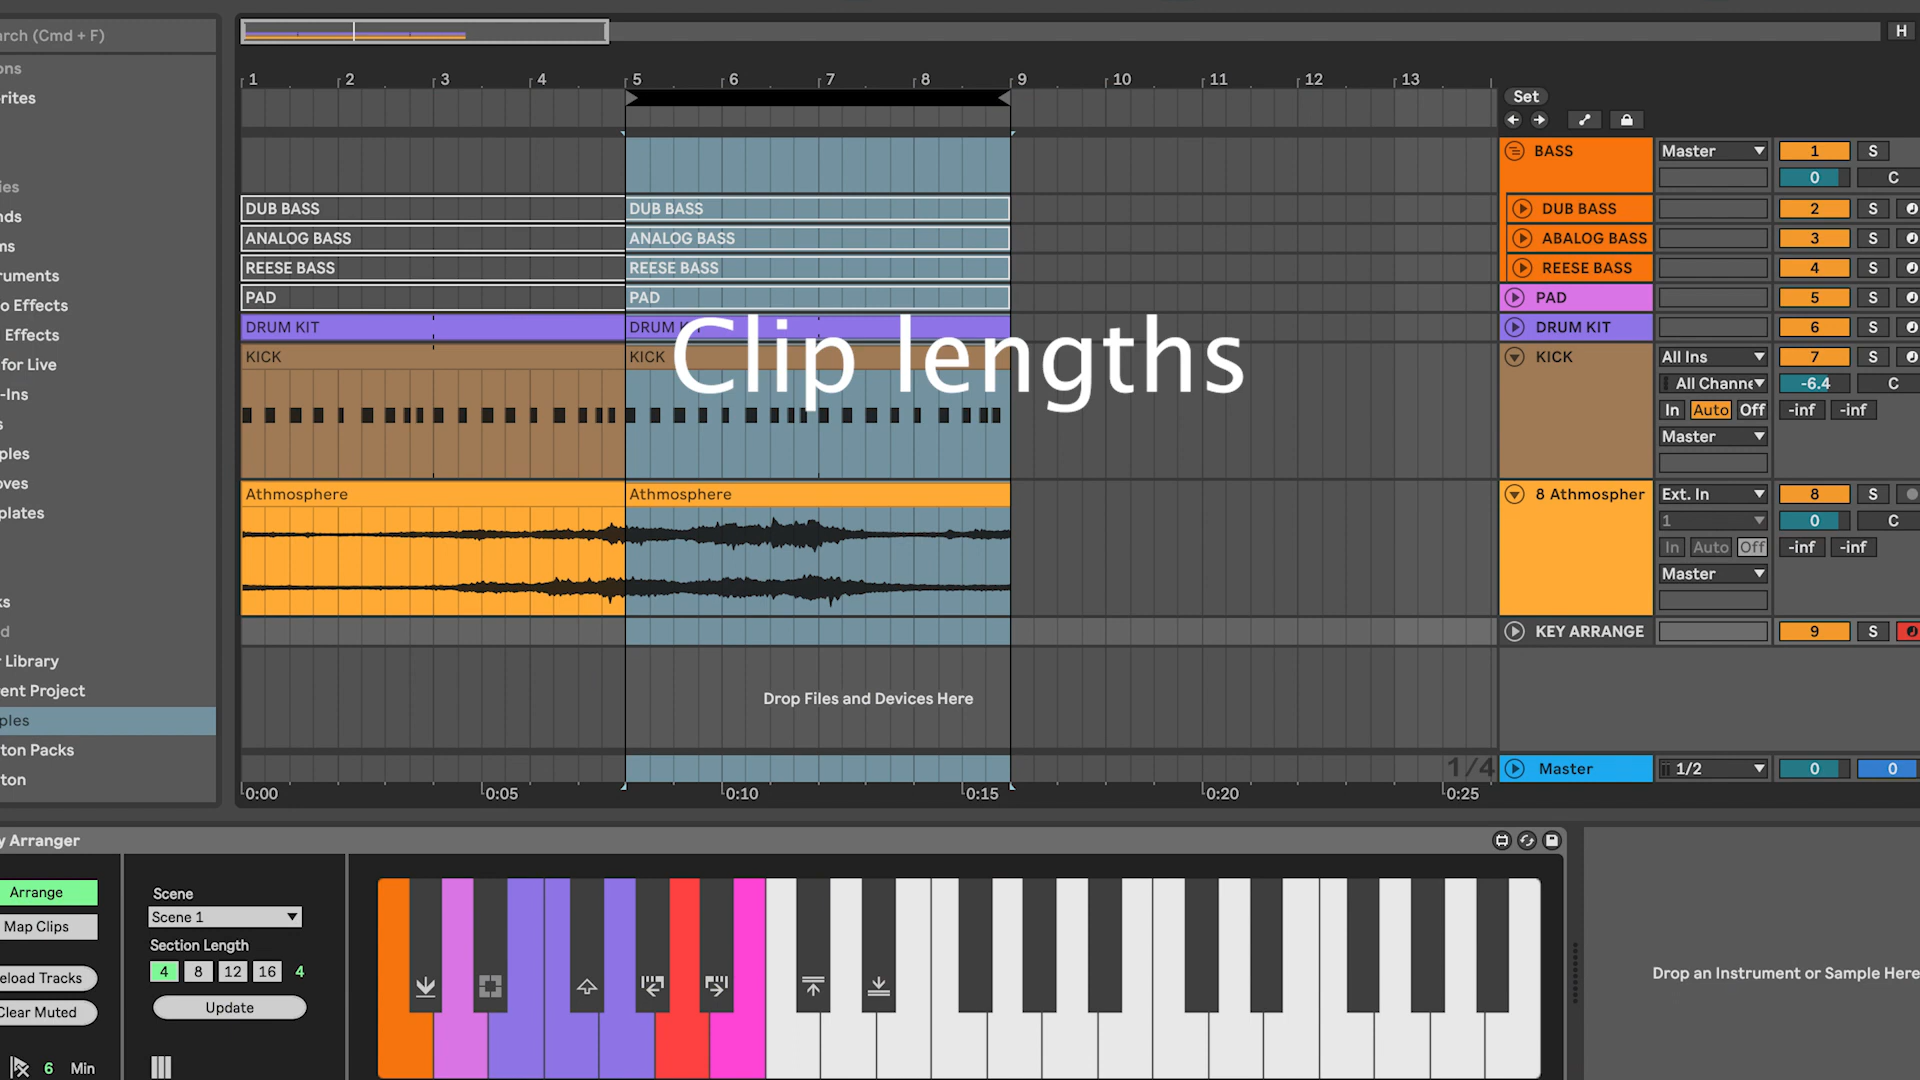 arch (Cmd + F)
H
ons
rites
ies
nds
ms
ruments
o Effects
Effects
for Live
-Ins
s
ples
oves
plates
ks
d
r Library
rent Project
ples
ton Packs
ton
1 2 3 4 5 6 7 8 9 10 11 12 13
Set
BASS Master 1 S
0 C
DUB BASS DUB BASS DUB BASS 2 S
ANALOG BASS ANALOG BASS ABALOG BASS 3 S
REESE BASS REESE BASS REESE BASS 4 S
PAD PAD PAD 5 S
DRUM KIT DRUM KIT DRUM KIT 6 S
KICK KICK KICK All Ins 7 S
Clip lengths
All Channe -6.4 C
In Auto Off -inf -inf
Master
Athmosphere Athmosphere 8 Athmospher Ext. In 8 S
1 0 C
In Auto Off -inf -inf
Master
KEY ARRANGE 9 S
Drop Files and Devices Here
1/4 Master 1/2 0 0
0:00 0:05 0:10 0:15 0:20 0:25
y Arranger
Arrange
Map Clips
eload Tracks
Clear Muted
6 Min
Scene
Scene 1
Section Length
4 8 12 16 4
Update
Drop an Instrument or Sample Here